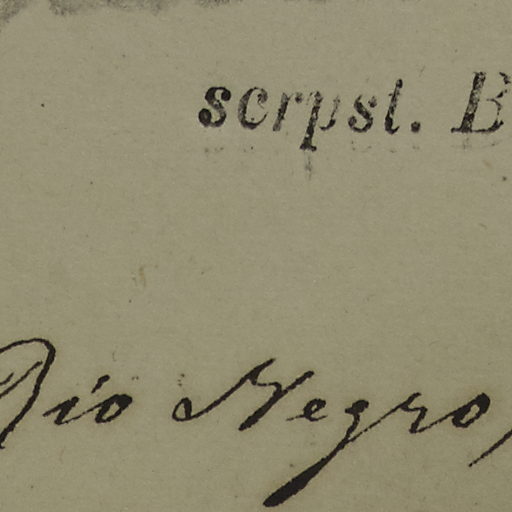 scrpst. B
Rio Negro,